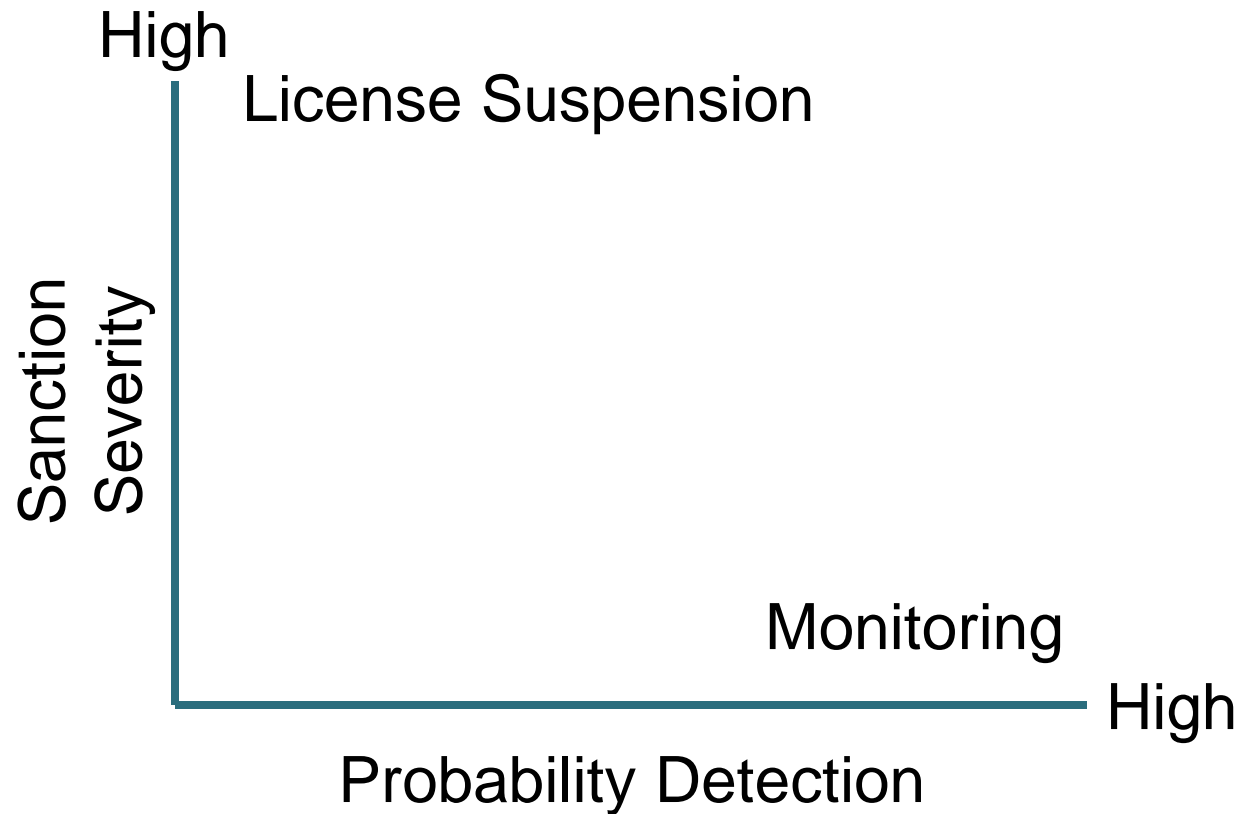 High
License Suspension
Sanction
Severity
Monitoring
High
Probability Detection